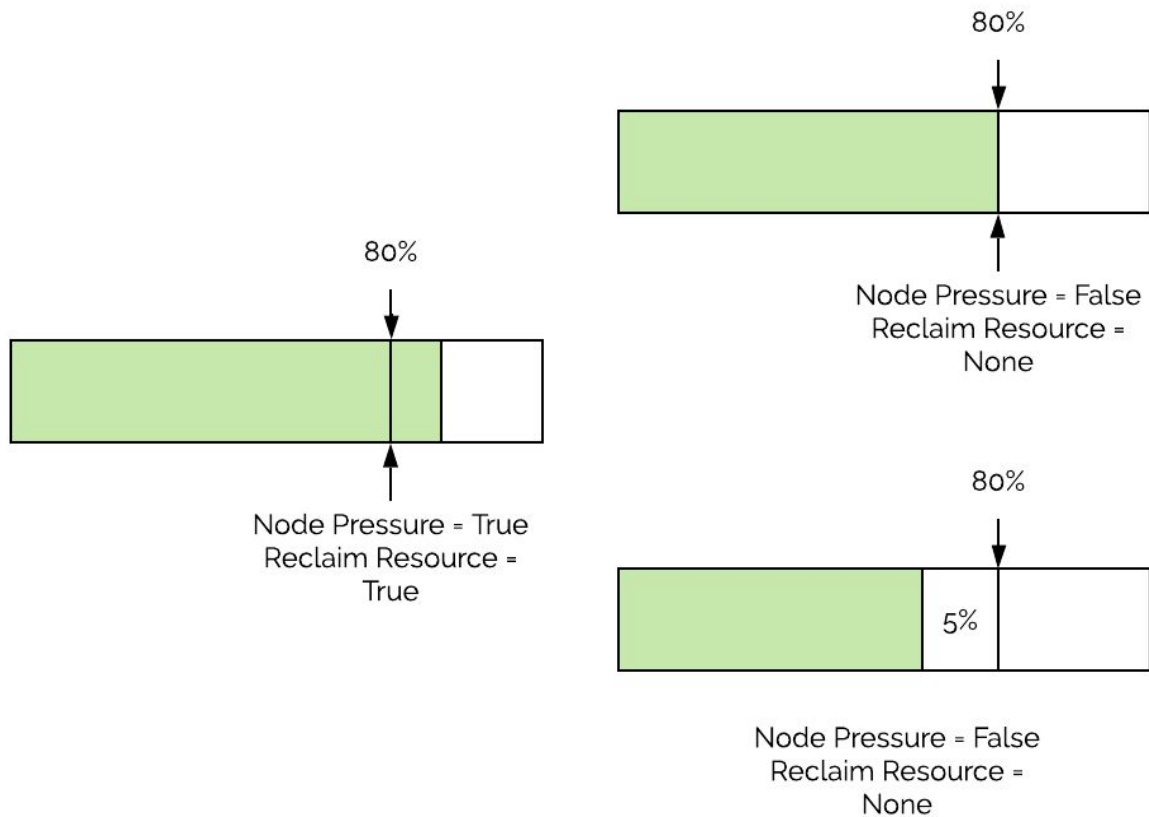 80%
Node Pressure = True
Reclaim Resource =
True
80%
Node Pressure = False
Reclaim Resource =
None
80%
5%
Node Pressure = False
Reclaim Resource =
None